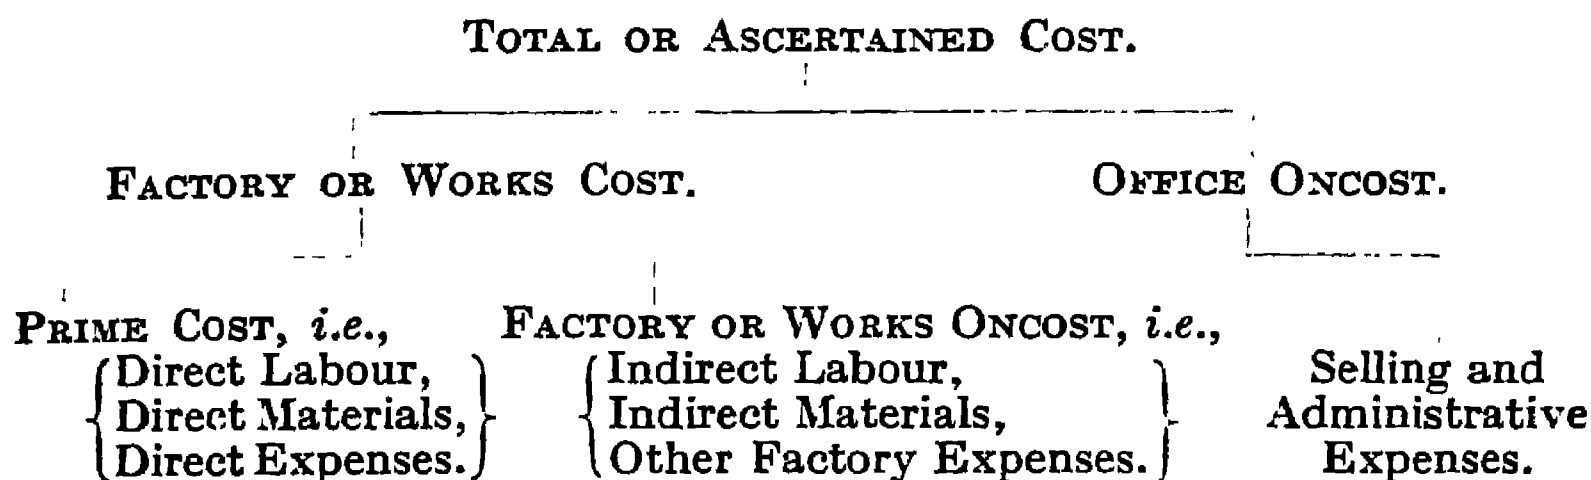 TOTAL OR ASCERTAINED COST.
FACTORY OR WORKS COST. OFFICE ONCOST.
PRIME COST, i.e., FACTORY OR WORKS ONCOST, i.e.,
Direct Labour, Indirect Labour, Selling and
Direct Materials, Indirect Materials, Administrative
Direct Expenses. Other Factory Expenses. Expenses.